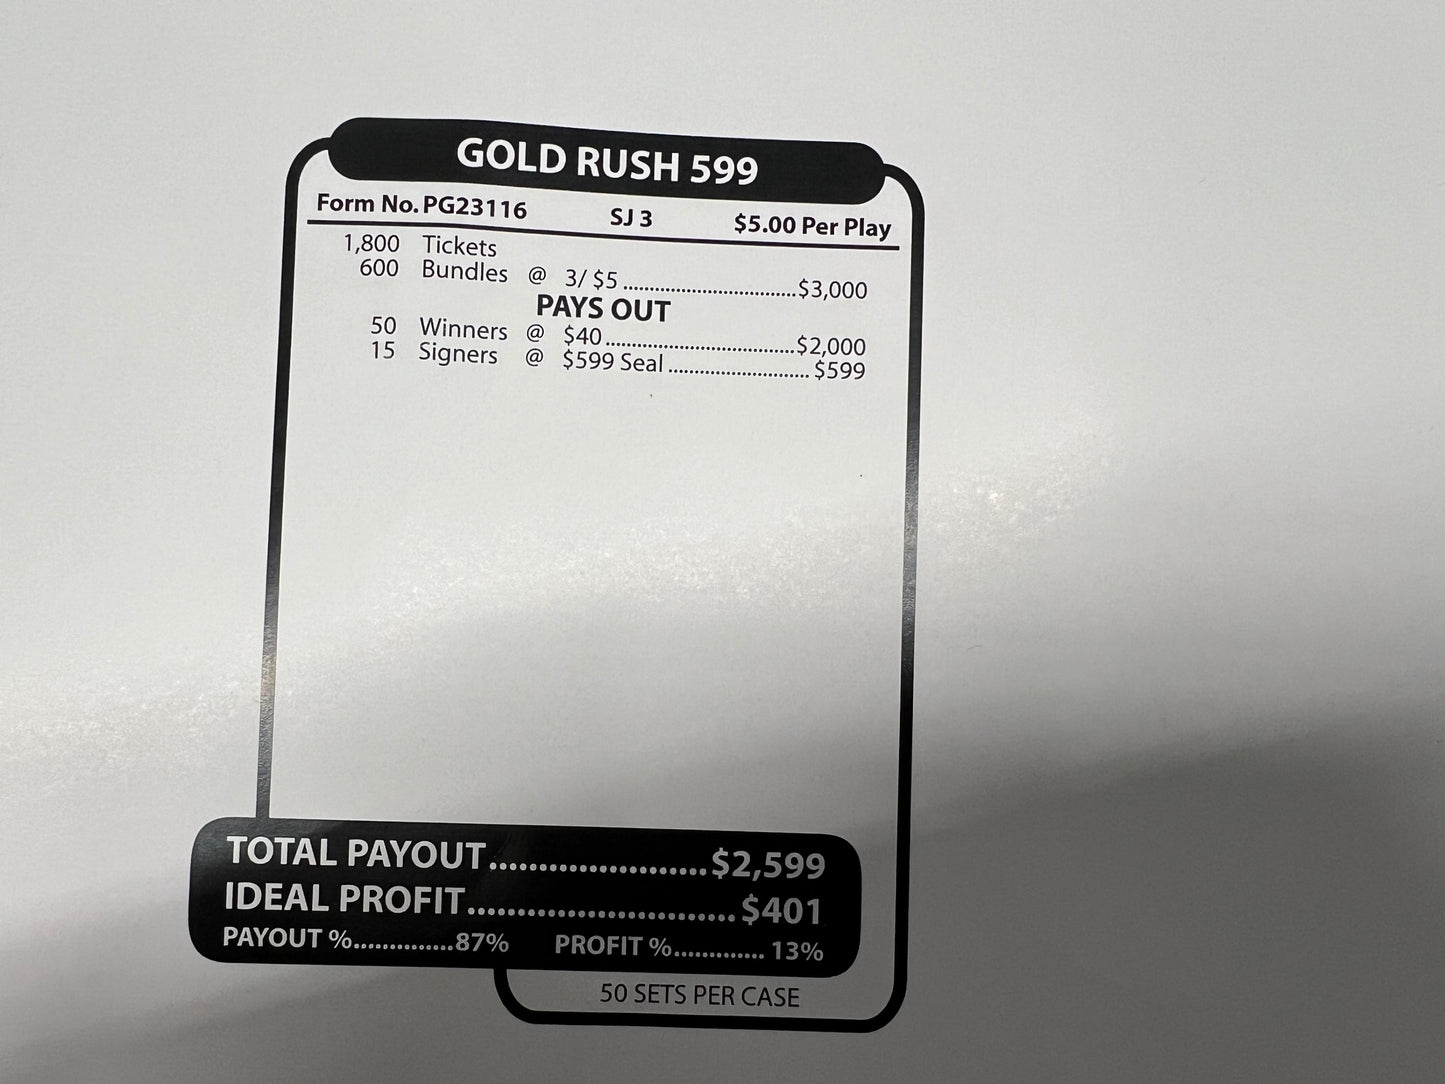 GOLD RUSH 599
Form No. PG23116 SJ 3 $5.00 Per Play
1,800 Tickets
600 Bundles @ 3/ $5 ................................ $3,000
PAYS OUT
50 Winners @ $40 ................................... $2,000
15 Signers @ $599 Seal .......................... $599
TOTAL PAYOUT ...................... $2,599
IDEAL PROFIT ........................... $401
PAYOUT % .............. 87% PROFIT % ............. 13%
50 SETS PER CASE